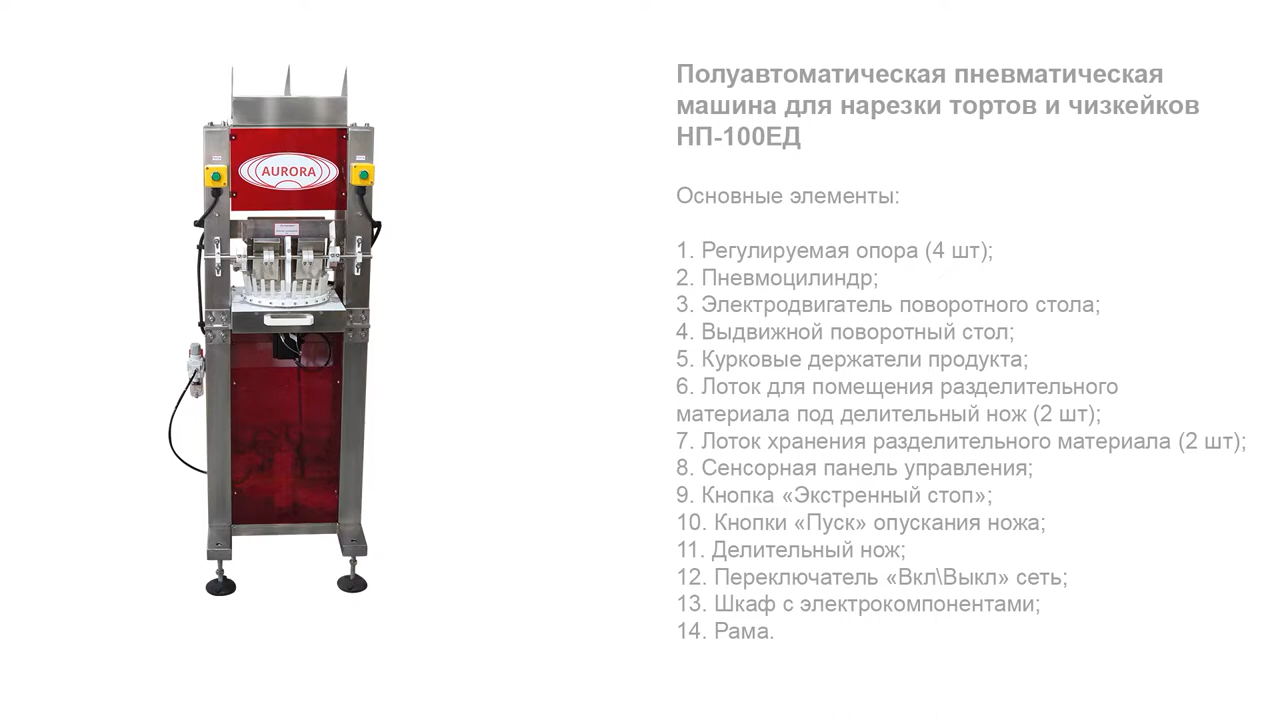 AURORA
Полуавтоматическая пневматическая
машина для нарезки тортов и чизкейков
НП-100ЕД
Основные элементы:
1. Регулируемая опора (4 шт);
2. Пневмоцилиндр;
3. Электродвигатель поворотного стола;
4. Выдвижной поворотный стол;
5. Курковые держатели продукта;
6. Лоток для помещения разделительного
материала под делительный нож (2 шт);
7. Лоток хранения разделительного материала (2 шт);
8. Сенсорная панель управления;
9. Кнопка «Экстренный стоп»;
10. Кнопки «Пуск» опускания ножа;
11. Делительный нож;
12. Переключатель «Вкл\Выкл» сеть;
13. Шкаф с электрокомпонентами;
14. Рама.